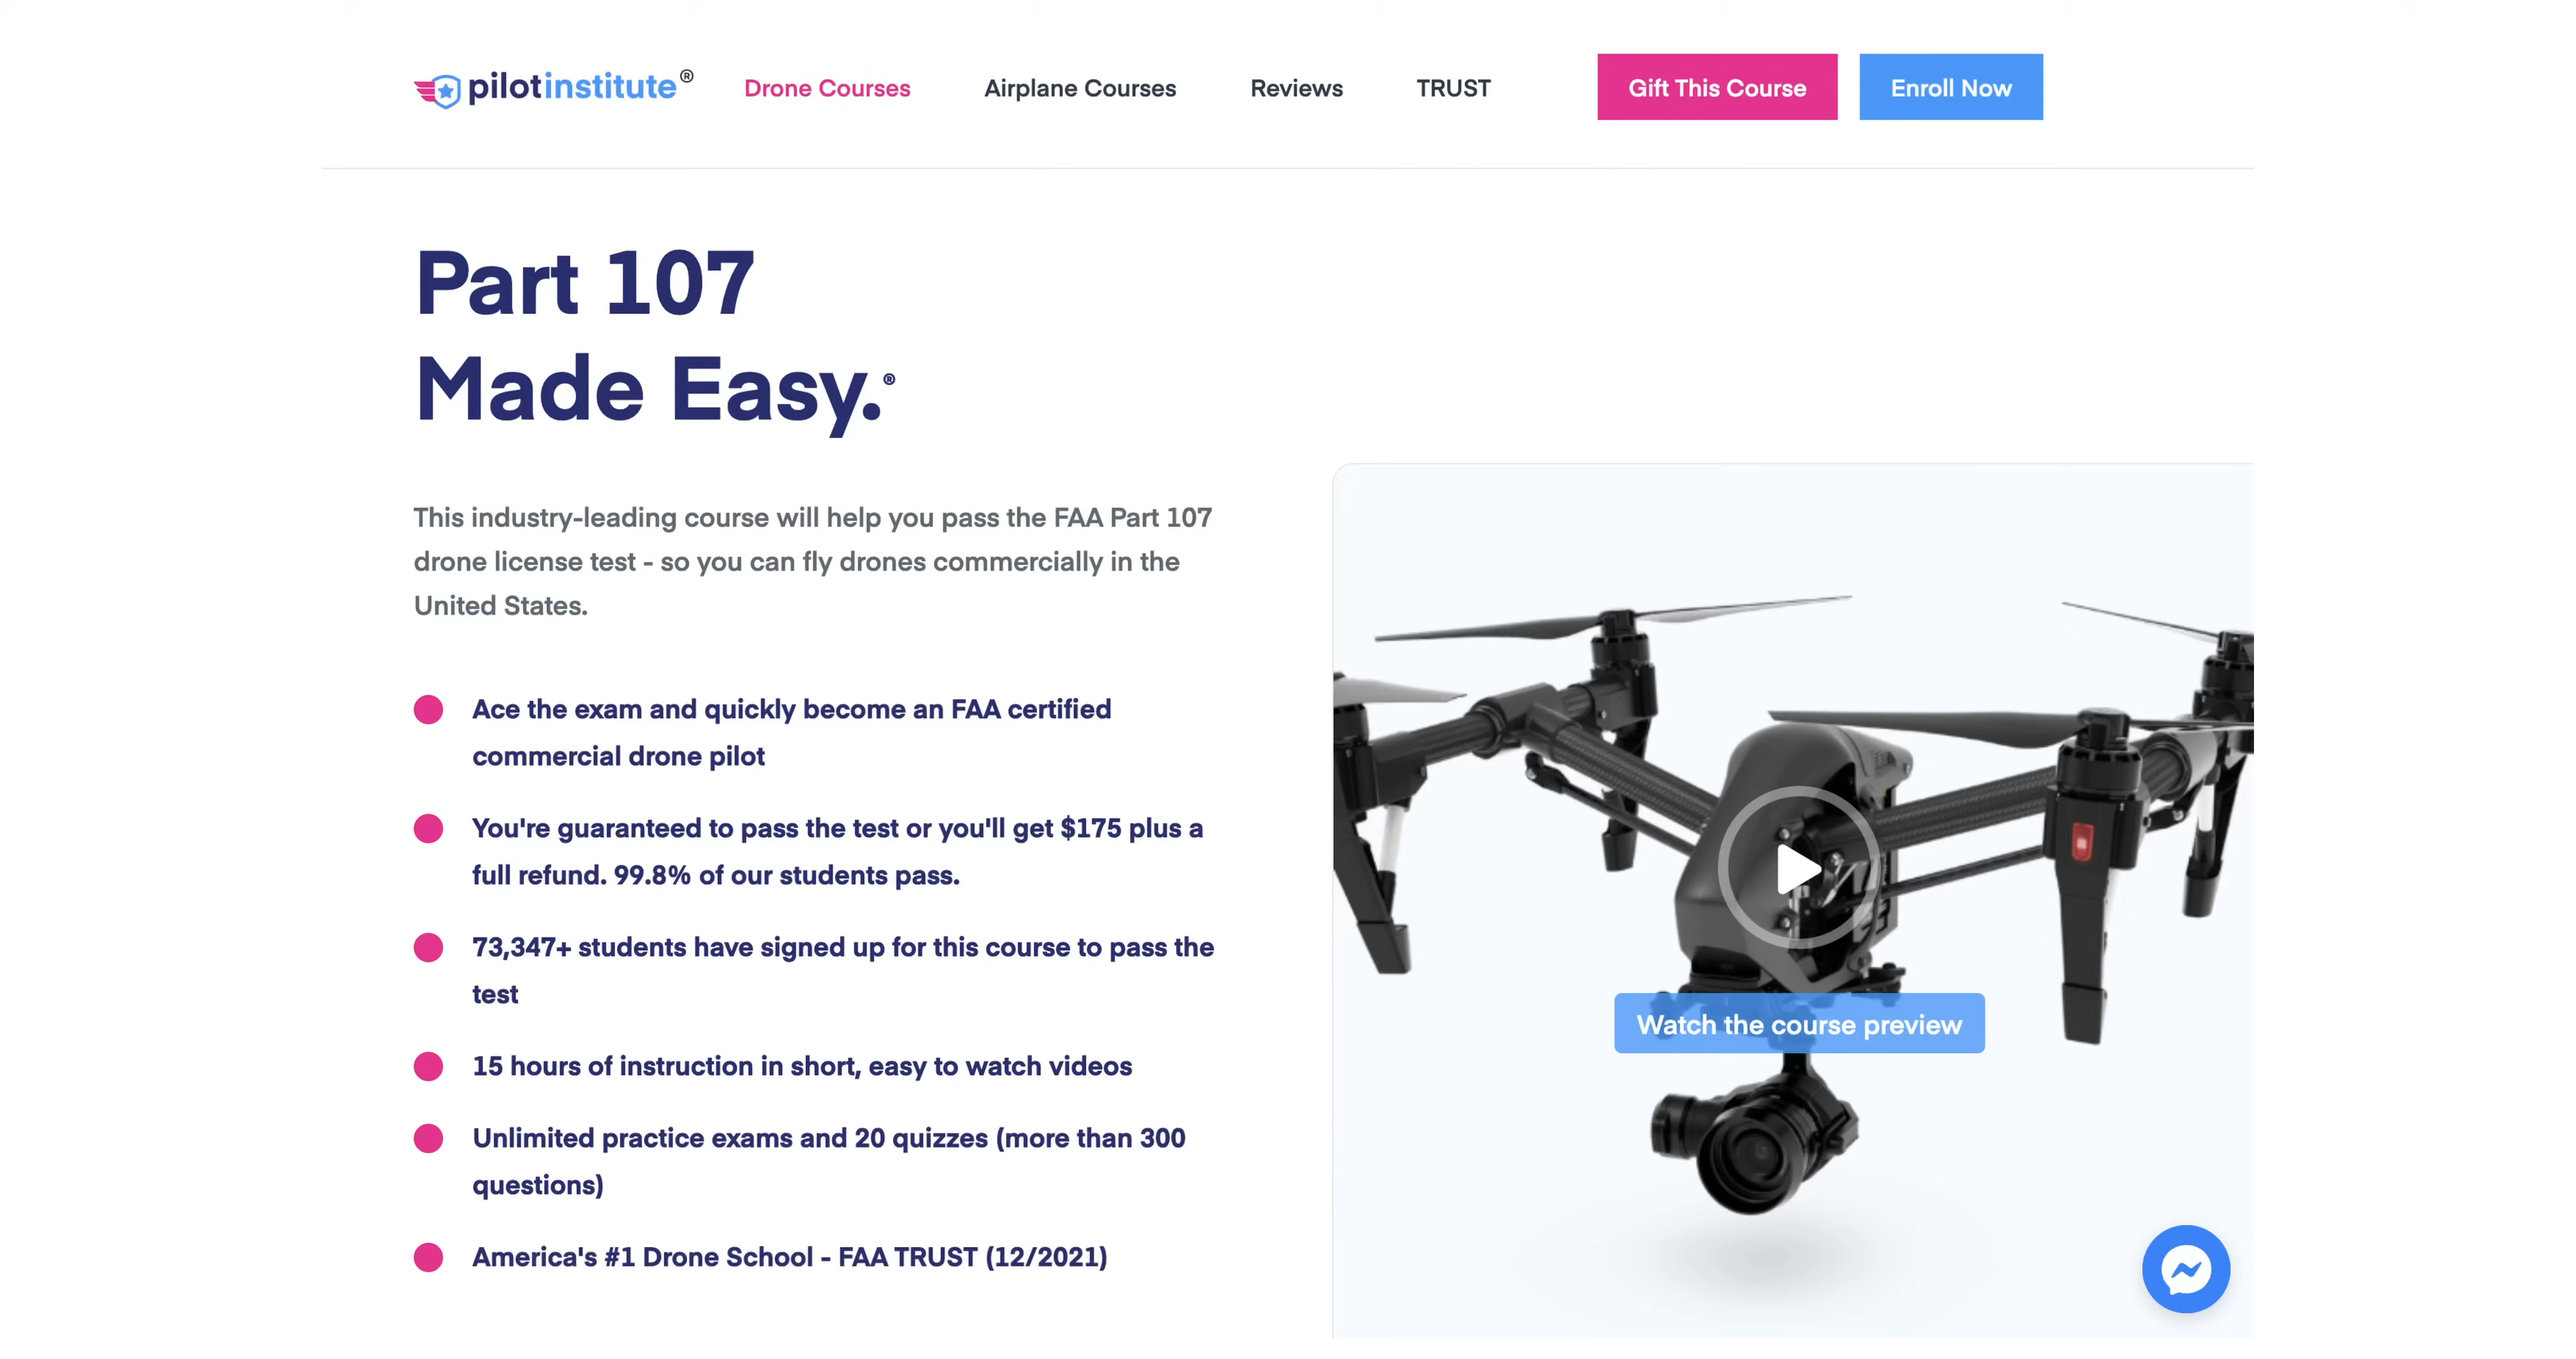 pilotinstitute®
Drone Courses
Airplane Courses
Reviews
TRUST
Gift This Course
Enroll Now
Part 107
Made Easy.®
This industry-leading course will help you pass the FAA Part 107
drone license test - so you can fly drones commercially in the
United States.
Ace the exam and quickly become an FAA certified
commercial drone pilot
You're guaranteed to pass the test or you'll get $175 plus a
full refund. 99.8% of our students pass.
73,347+ students have signed up for this course to pass the
test
15 hours of instruction in short, easy to watch videos
Unlimited practice exams and 20 quizzes (more than 300
questions)
America's #1 Drone School - FAA TRUST (12/2021)
Watch the course preview